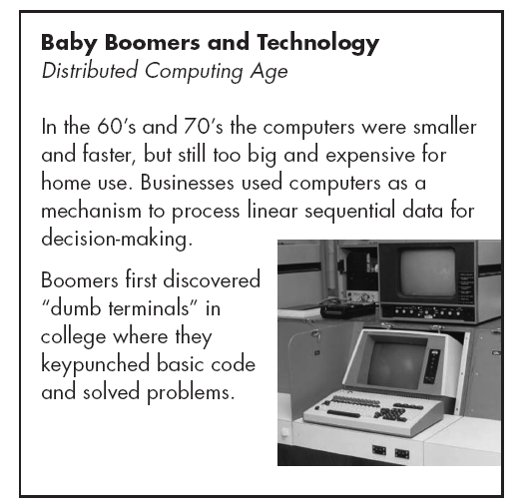 Baby Boomers and Technology
Distributed Computing Age
In the 60’s and 70’s the computers were smaller
and faster, but still too big and expensive for
home use. Businesses used computers as a
mechanism to process linear sequential data for
decision-making.
Boomers first discovered
“dumb terminals” in
college where they
keypunched basic code
and solved problems.